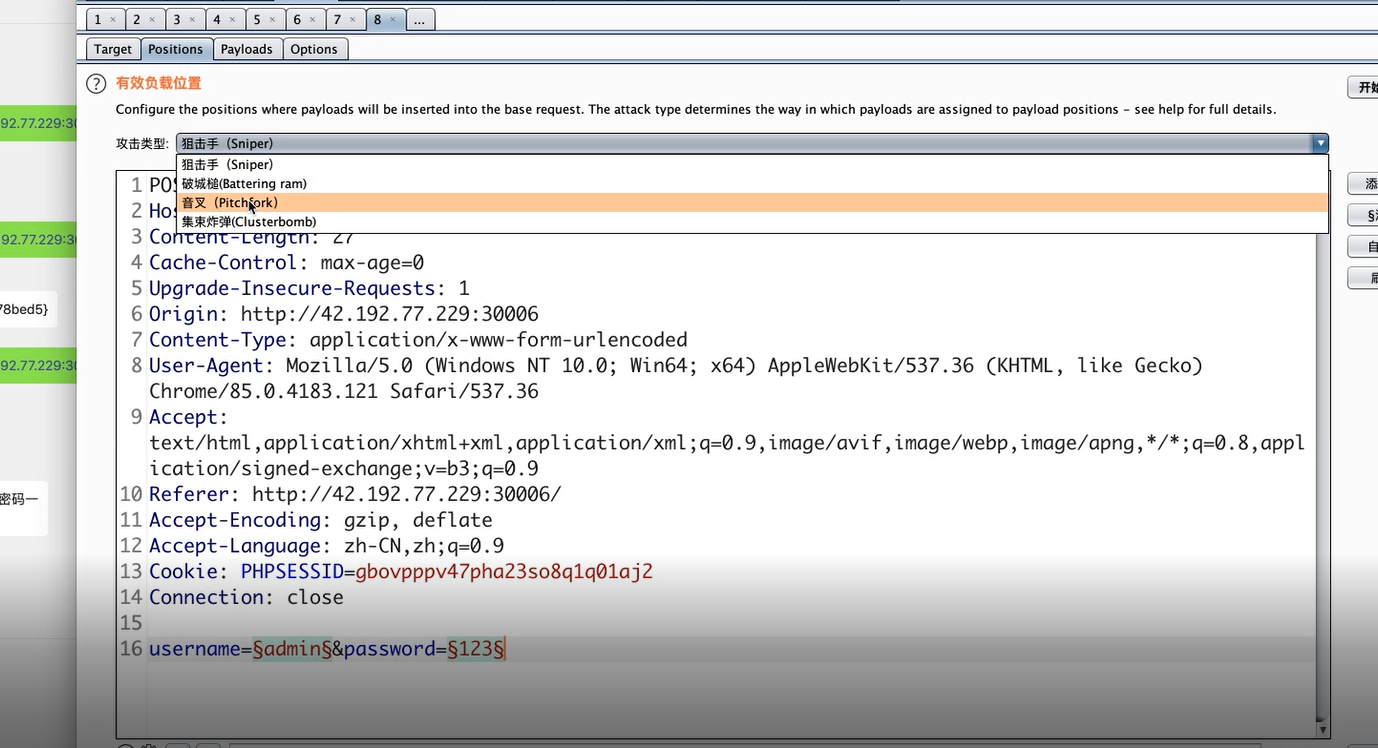 1 × 2 × 3 × 4 × 5 × 6 × 7 × 8 × ...
Target Positions Payloads Options
? 有效负载位置
开始
Configure the positions where payloads will be inserted into the base request. The attack type determines the way in which payloads are assigned to payload positions – see help for full details.
92.77.229:30
攻击类型: 狙击手（Sniper）
狙击手（Sniper）
破城槌(Battering ram)
音叉（Pitchfork）
集束炸弹(Clusterbomb)
添
§
自
1 POS
2 Hos
3 Content-Length: 27
92.77.229:30
4 Cache-Control: max-age=0
5 Upgrade-Insecure-Requests: 1
78bed5}
6 Origin: http://42.192.77.229:30006
7 Content-Type: application/x-www-form-urlencoded
8 User-Agent: Mozilla/5.0 (Windows NT 10.0; Win64; x64) AppleWebKit/537.36 (KHTML, like Gecko)
92.77.229:30
Chrome/85.0.4183.121 Safari/537.36
9 Accept:
text/html,application/xhtml+xml,application/xml;q=0.9,image/avif,image/webp,image/apng,*/*;q=0.8,appl
ication/signed-exchange;v=b3;q=0.9
10 Referer: http://42.192.77.229:30006/
密码一
11 Accept-Encoding: gzip, deflate
12 Accept-Language: zh-CN,zh;q=0.9
13 Cookie: PHPSESSID=gbovpppv47pha23so8q1q01aj2
14 Connection: close
15
16 username=§admin§&password=§123§